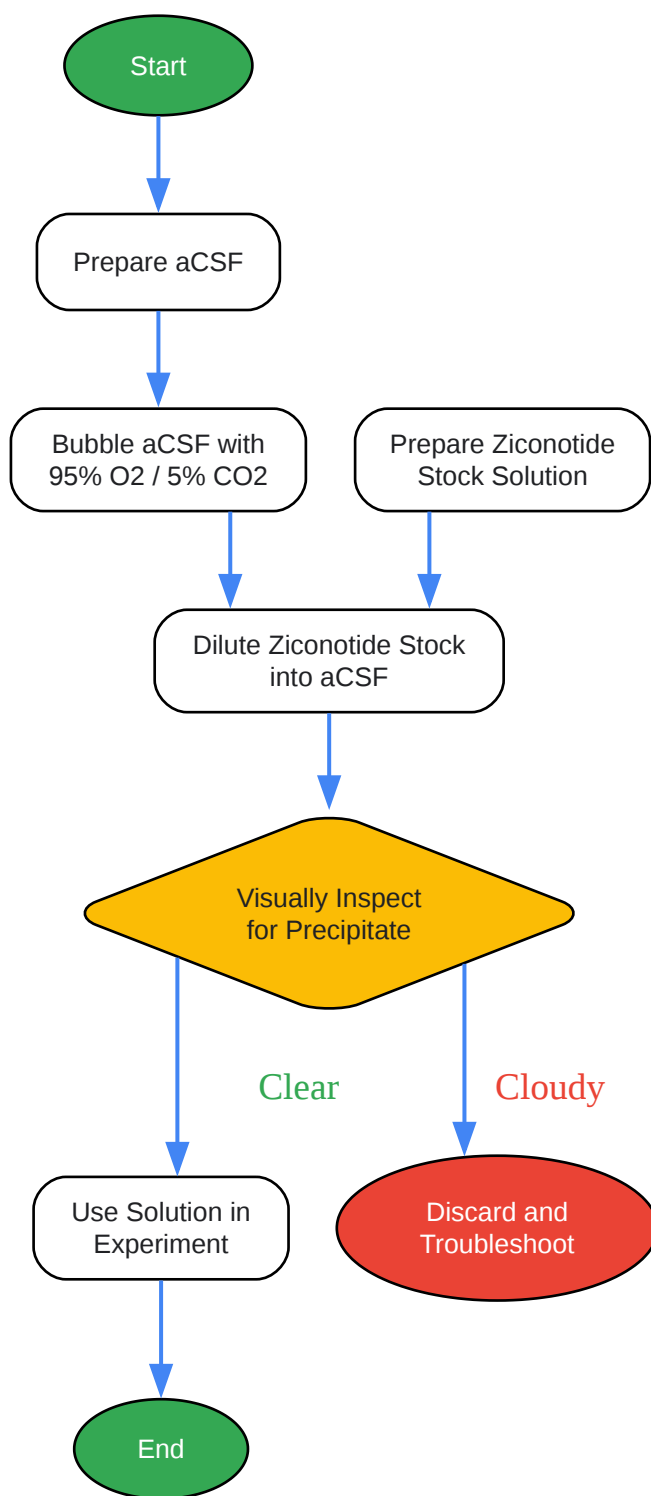 Start
Prepare aCSF
Bubble aCSF with
95% O2 / 5% CO2
Prepare Ziconotide
Stock Solution
Dilute Ziconotide Stock
into aCSF
Visually Inspect
for Precipitate
Clear
Cloudy
Use Solution in
Experiment
Discard and
Troubleshoot
End